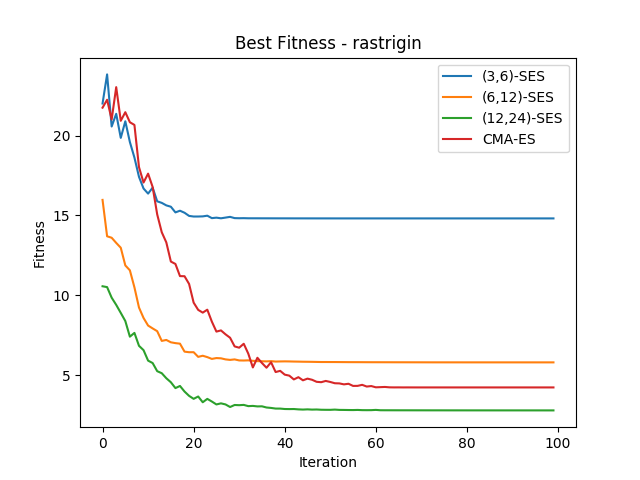 Best Fitness - rastrigin
(3,6)-SES
(6,12)-SES
(12,24)-SES
CMA-ES
Fitness
20
15
10
5
0 20 40 60 80 100
Iteration